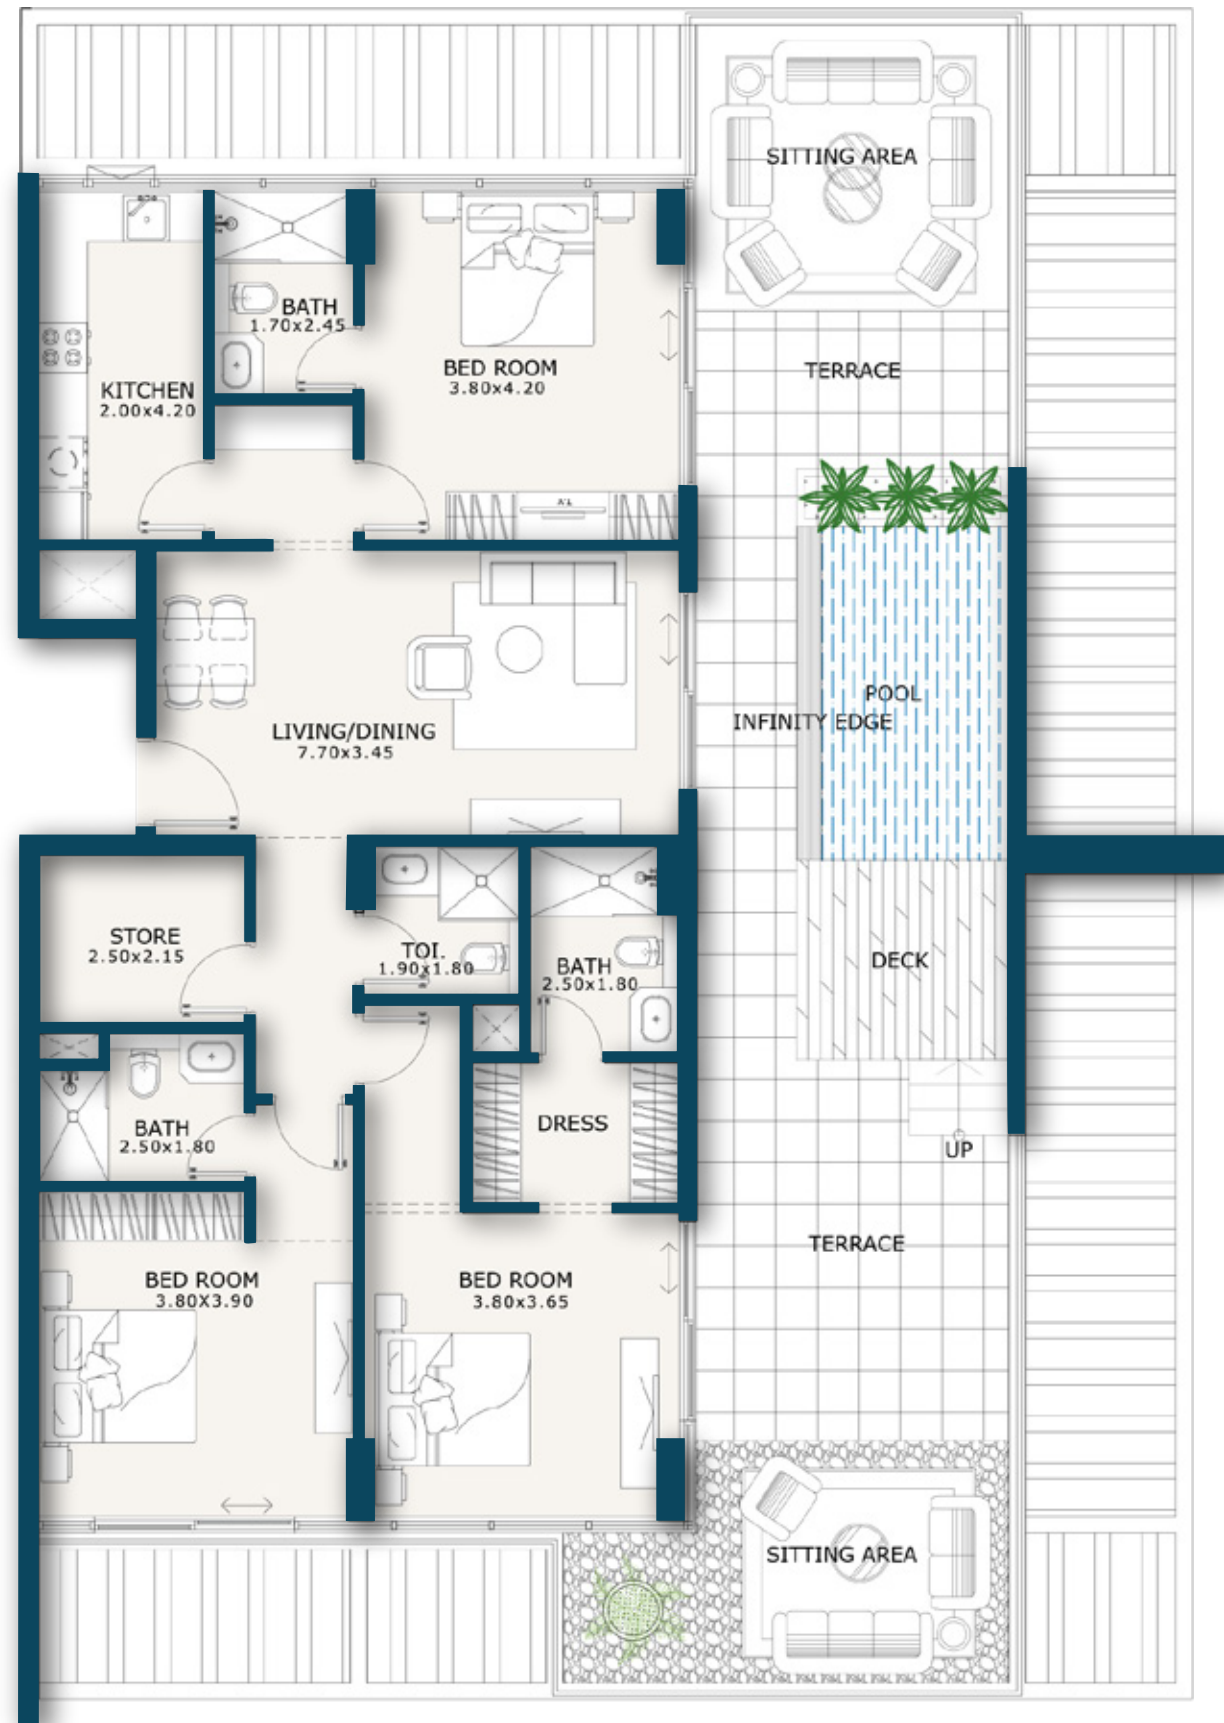 SITTING AREA
BATH
1.70x2.45
BED ROOM
3.80x4.20
TERRACE
KITCHEN
2.00x4.20
T.V
POOL
INFINITY EDGE
LIVING/DINING
7.70x3.45
STORE
2.50x2.15
TOI.
1.90x1.80
BATH
2.50x1.80
DECK
BATH
2.50x1.80
DRESS
UP
TERRACE
BED ROOM
3.80X3.90
BED ROOM
3.80x3.65
SITTING AREA